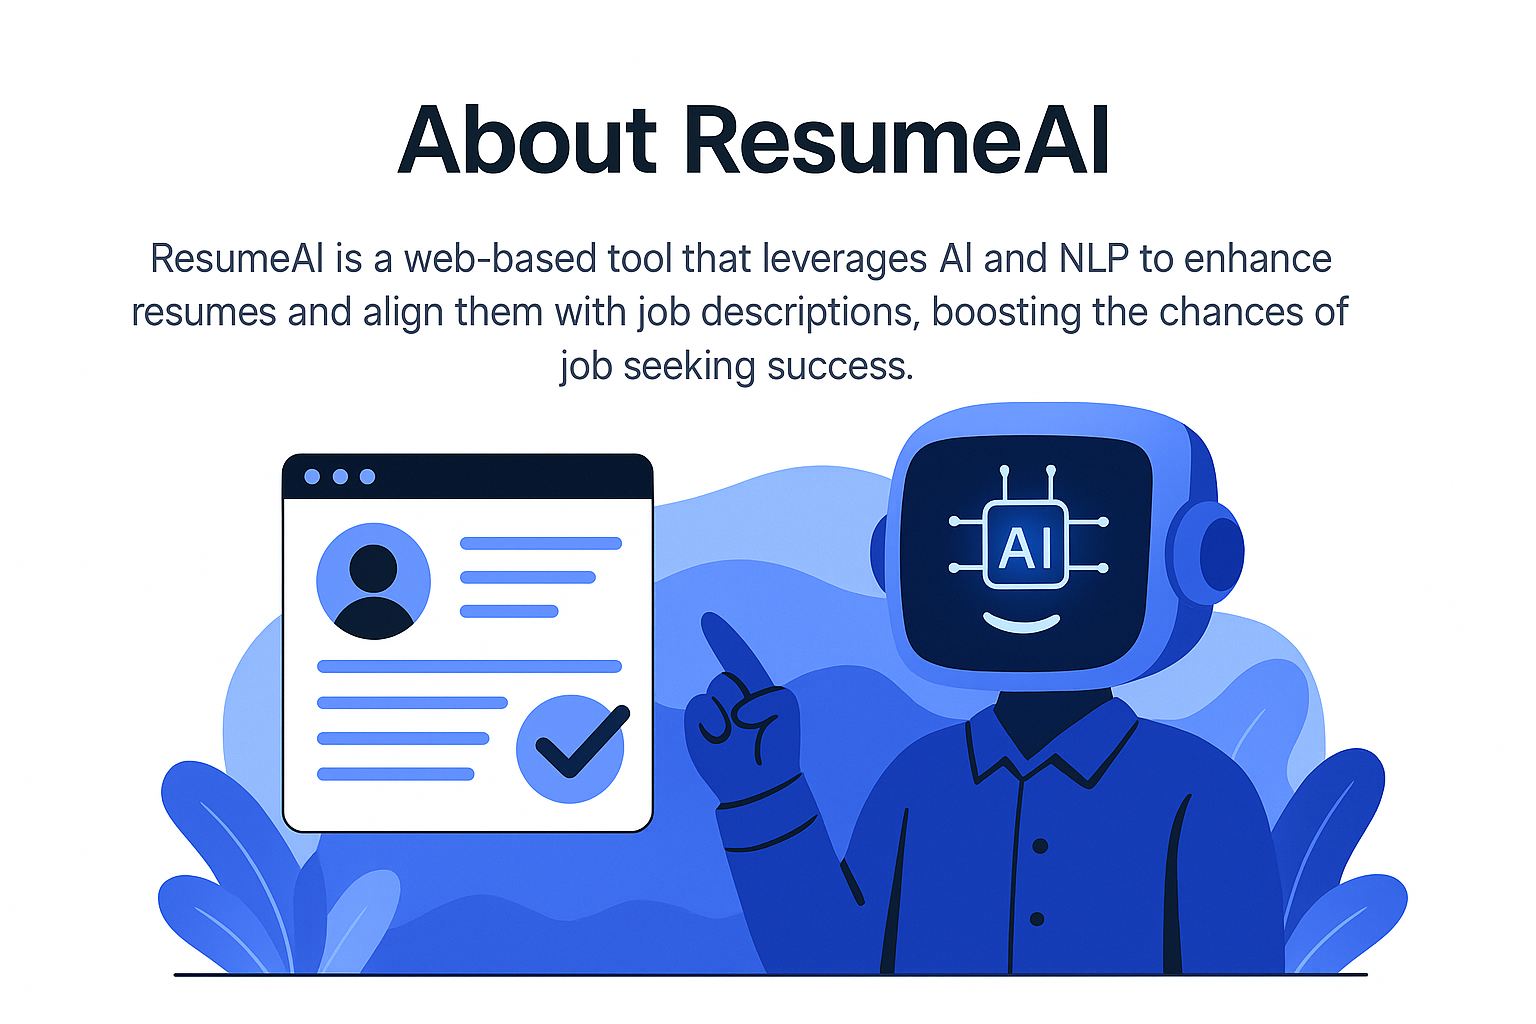 About ResumeAI
ResumeAI is a web-based tool that leverages AI and NLP to enhance
resumes and align them with job descriptions, boosting the chances of
job seeking success.
AI